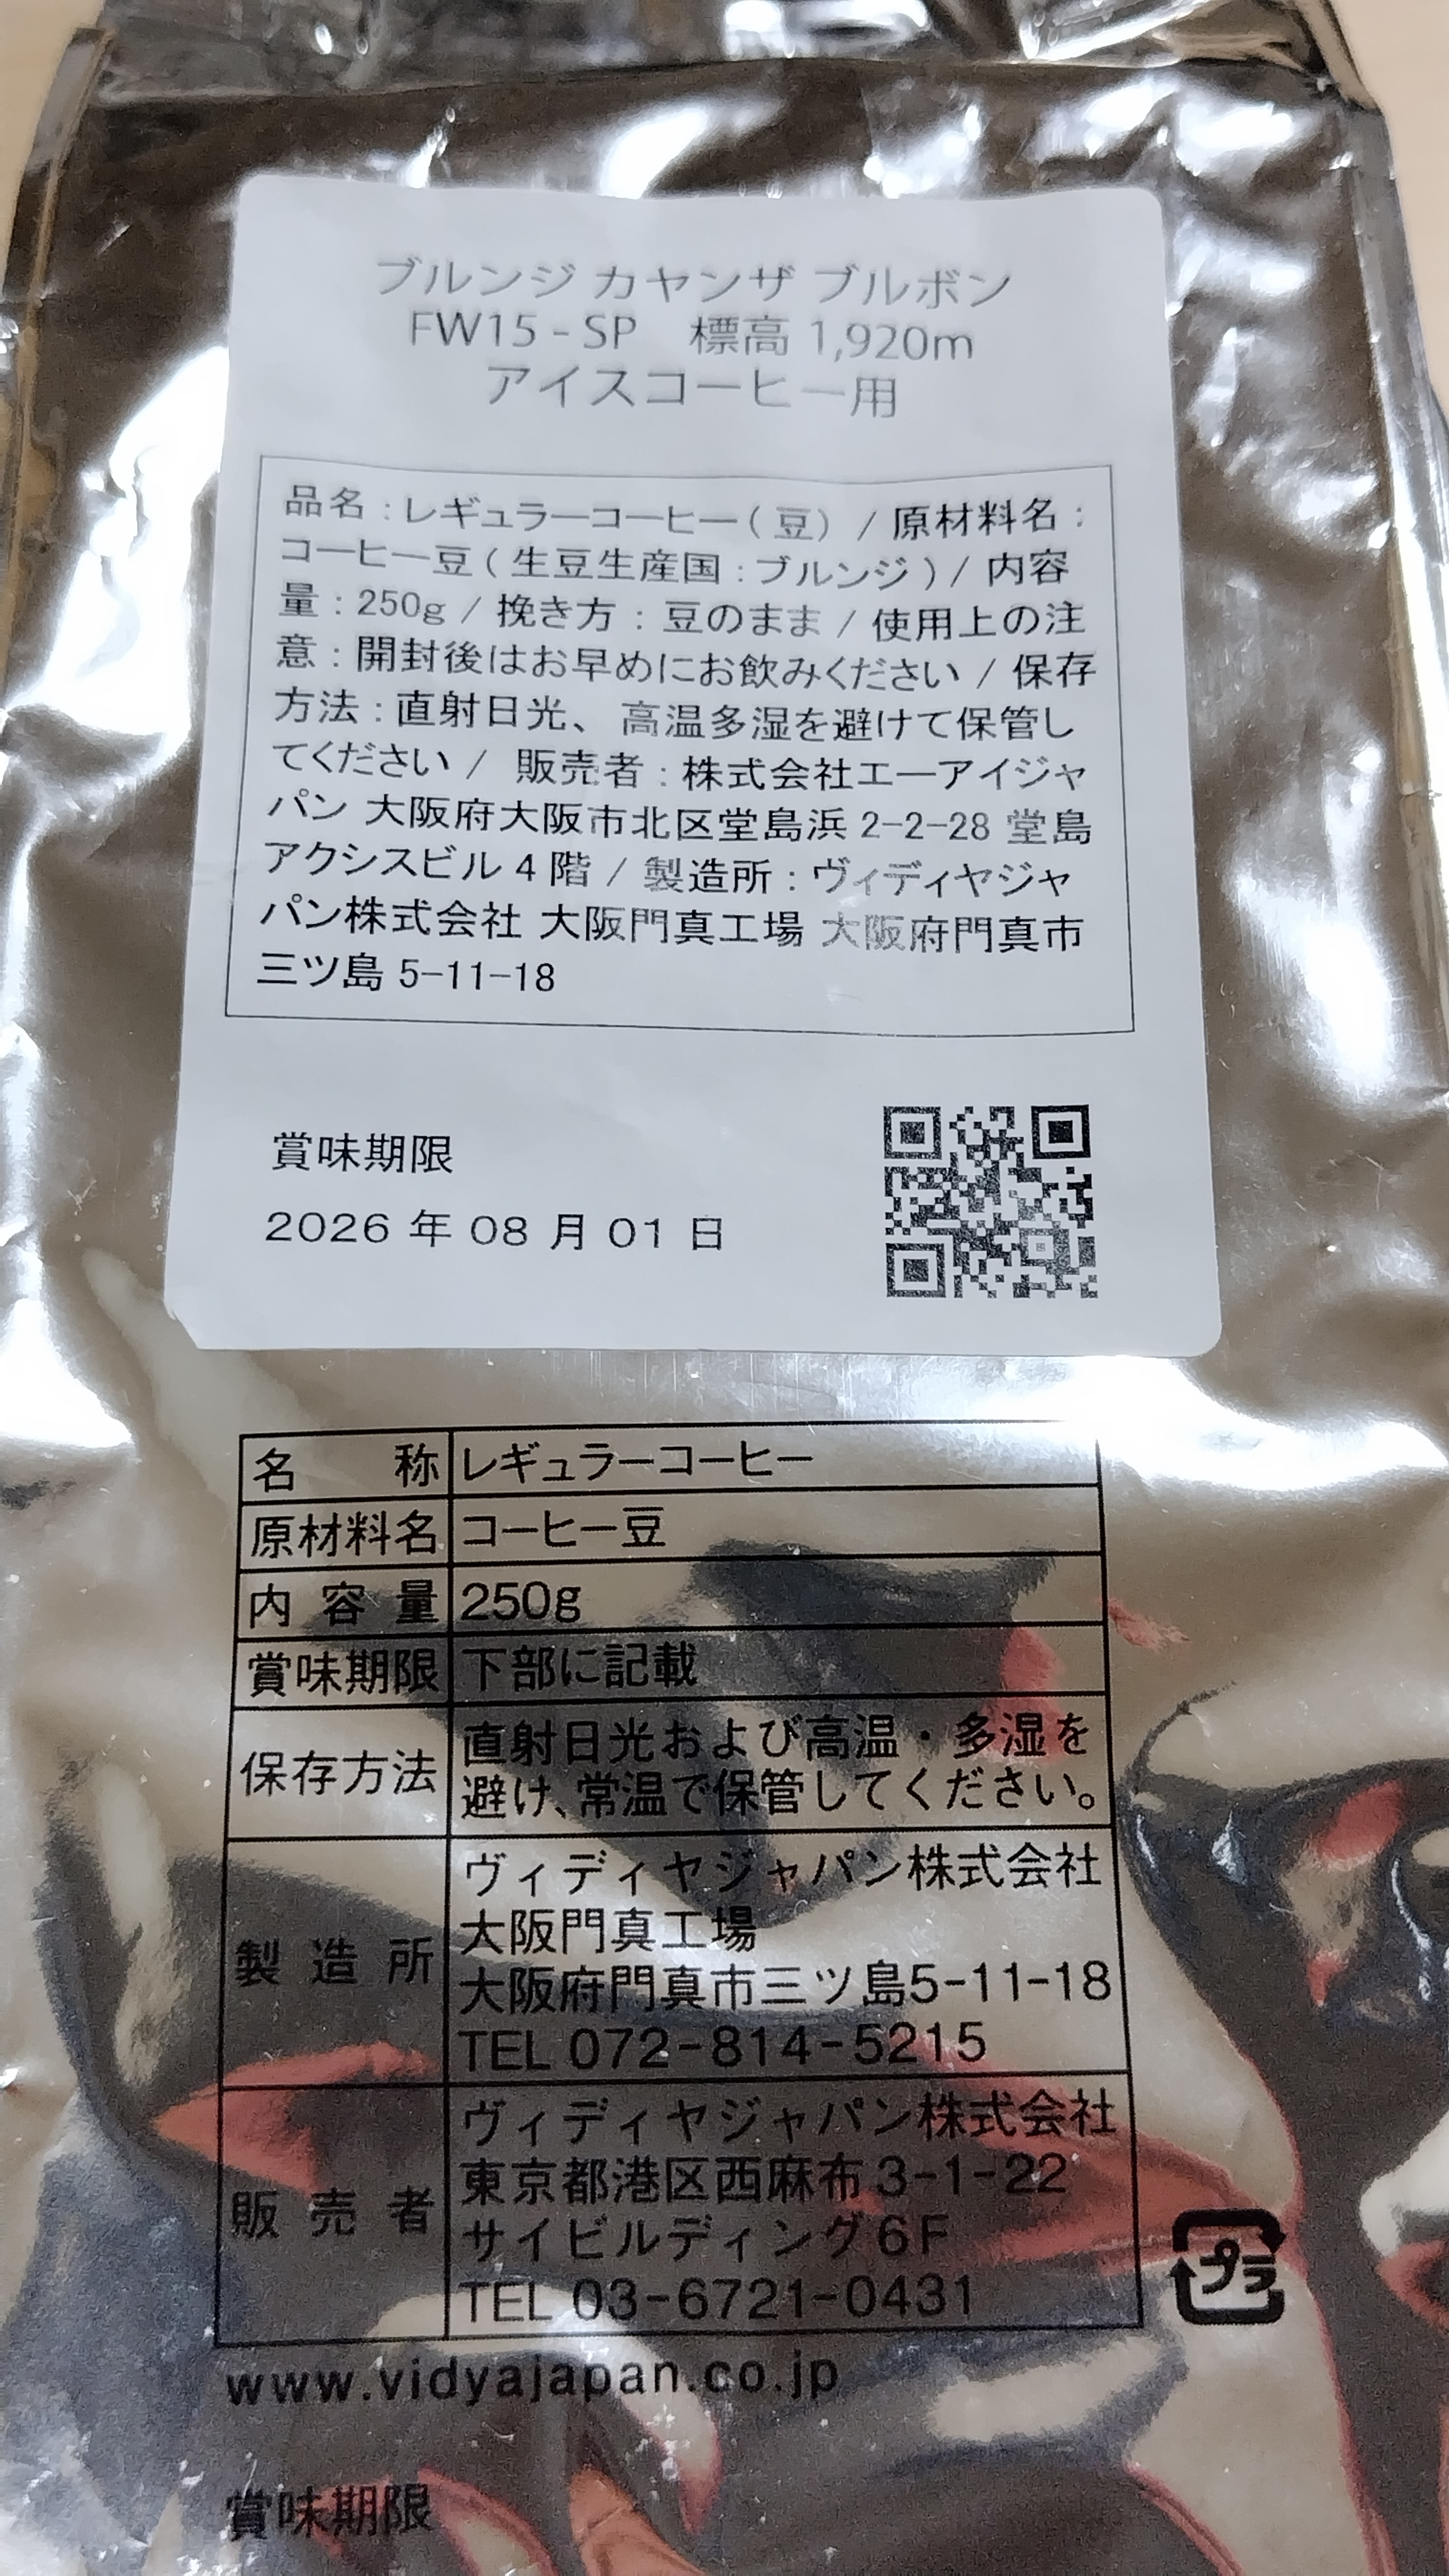 ブルンジ カヤンザ ブルボン
FW15 - SP 標高 1,920m
アイスコーヒー用
品名 : レギュラーコーヒー ( 豆 ) / 原材料名 :
コーヒー豆 ( 生豆生産国 : ブルンジ ) / 内容
量 : 250g / 挽き方 : 豆のまま / 使用上の注
意 : 開封後はお早めにお飲みください / 保存
方法 : 直射日光、 高温多湿を避けて保管し
てください / 販売者 : 株式会社エーアイジャ
パン 大阪府大阪市北区堂島浜 2-2-28 堂島
アクシスビル 4 階 / 製造所 : ヴィディヤジャ
パン株式会社 大阪門真工場 大阪府門真市
三ツ島 5-11-18
賞味期限
2026 年 08 月 01 日
名称 レギュラーコーヒー
原材料名 コーヒー豆
内容量 250g
賞味期限 下部に記載
保存方法 直射日光および高温・多湿を
避け、常温で保管してください。
製造所 ヴィディヤジャパン株式会社
大阪門真工場
大阪府門真市三ツ島5-11-18
TEL 072-814-5215
販売者 ヴィディヤジャパン株式会社
東京都港区西麻布3-1-22
サイビルディング6F
TEL 03-6721-0431
プラ
www.vidyajapan.co.jp
賞味期限